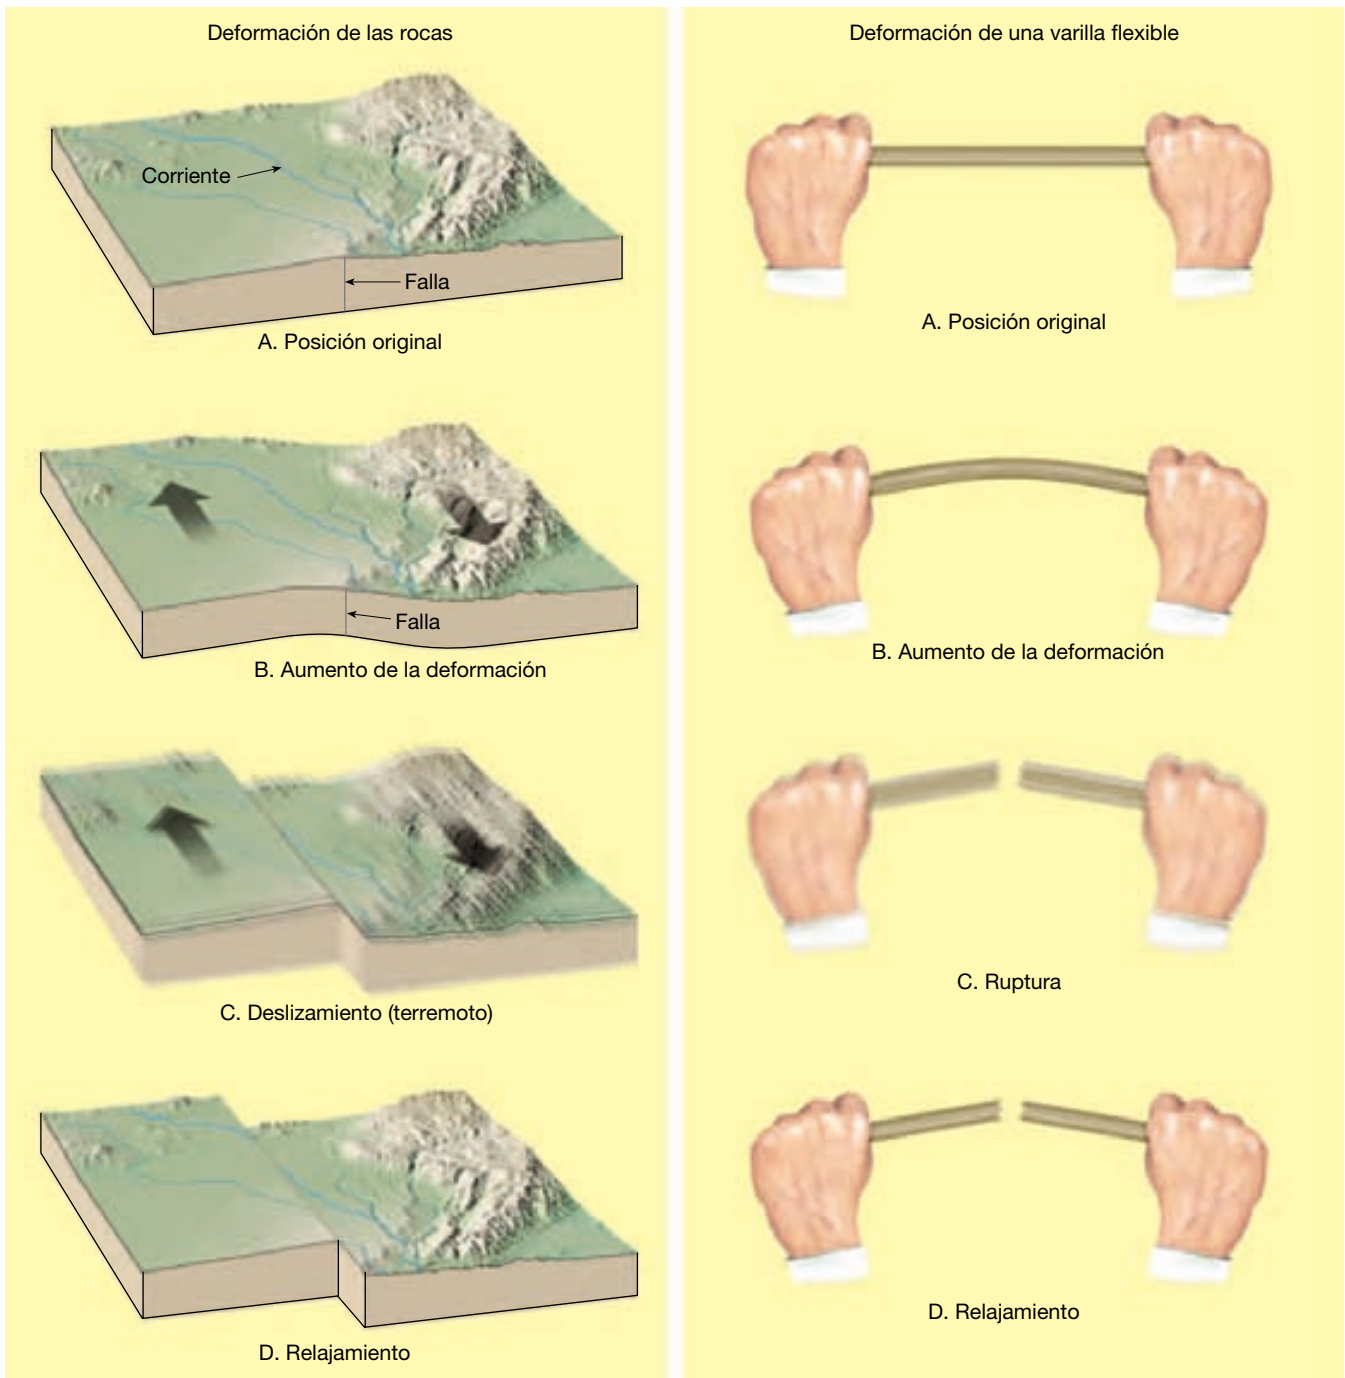 Deformación de las rocas
Corriente
Falla
A. Posición original
Falla
B. Aumento de la deformación
C. Deslizamiento (terremoto)
D. Relajamiento
Deformación de una varilla flexible
A. Posición original
B. Aumento de la deformación
C. Ruptura
D. Relajamiento